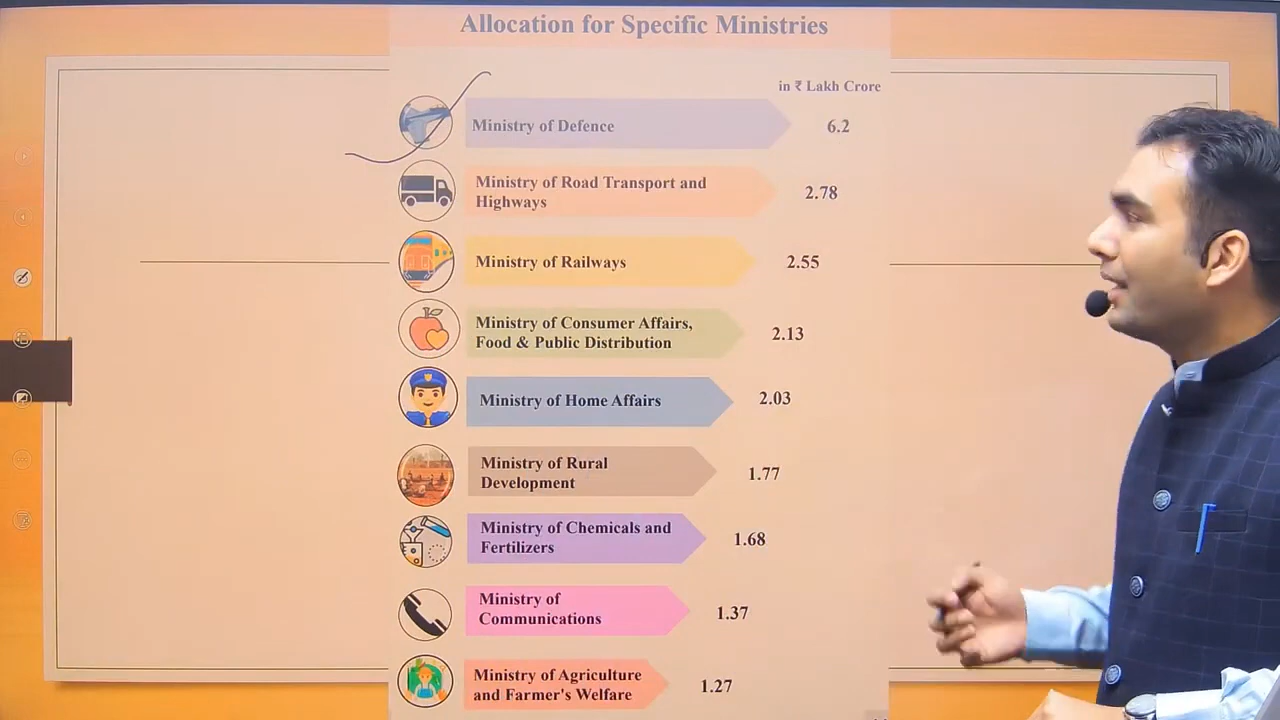 Allocation for Specific Ministries
in ₹ Lakh Crore
Ministry of Defence
6.2
Ministry of Road Transport and
Highways
2.78
Ministry of Railways
2.55
Ministry of Consumer Affairs,
Food & Public Distribution
2.13
Ministry of Home Affairs
2.03
Ministry of Rural
Development
1.77
Ministry of Chemicals and
Fertilizers
1.68
Ministry of
Communications
1.37
Ministry of Agriculture
and Farmer's Welfare
1.27